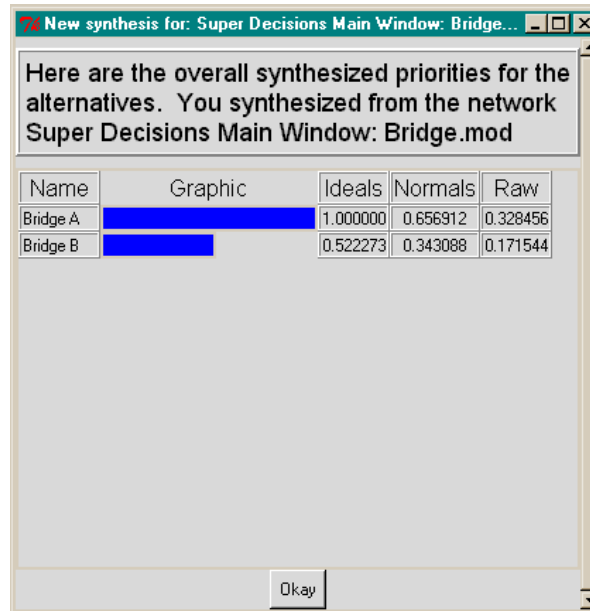 New synthesis for: Super Decisions Main Window: Bridge...
Here are the overall synthesized priorities for the
alternatives. You synthesized from the network
Super Decisions Main Window: Bridge.mod
Name Graphic Ideals Normals Raw
Bridge A 1.000000 0.656912 0.328456
Bridge B 0.522273 0.343088 0.171544
Okay